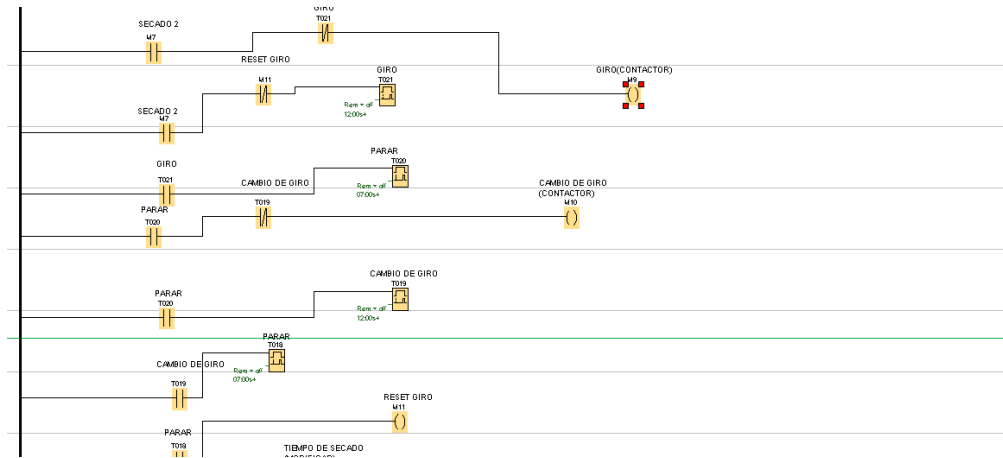 GIRO
SECADO 2
T021
M7
RESET GIRO
GIRO
GIRO(CONTACTOR)
M11
T021
M9
Rem = off
12:00s+
SECADO 2
M7
PARAR
GIRO
T020
T021
CAMBIO DE GIRO
Rem = off
07:00s+
CAMBIO DE GIRO
(CONTACTOR)
PARAR
T019
M10
T020
CAMBIO DE GIRO
PARAR
T019
T020
Rem = off
12:00s+
PARAR
T018
CAMBIO DE GIRO
Rem = off
07:00s+
T019
RESET GIRO
M11
PARAR
T018
TIEMPO DE SECADO